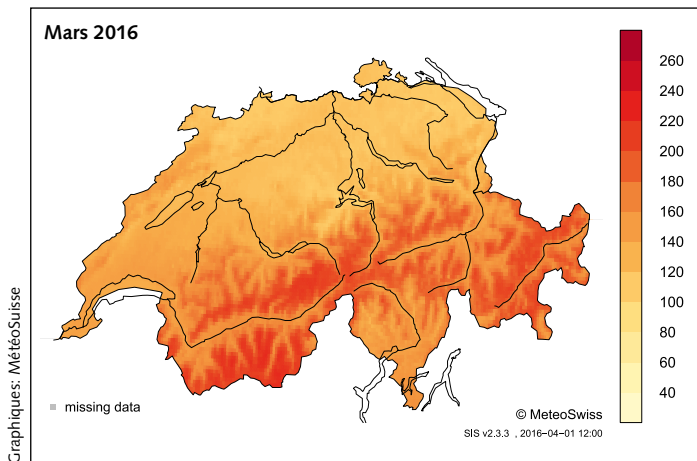 Mars 2016
260
240
220
200
180
160
140
120
100
80
60
40
missing data
© MeteoSwiss
SIS v2.3.3 , 2016−04−01 12:00
Graphiques: MétéoSuisse